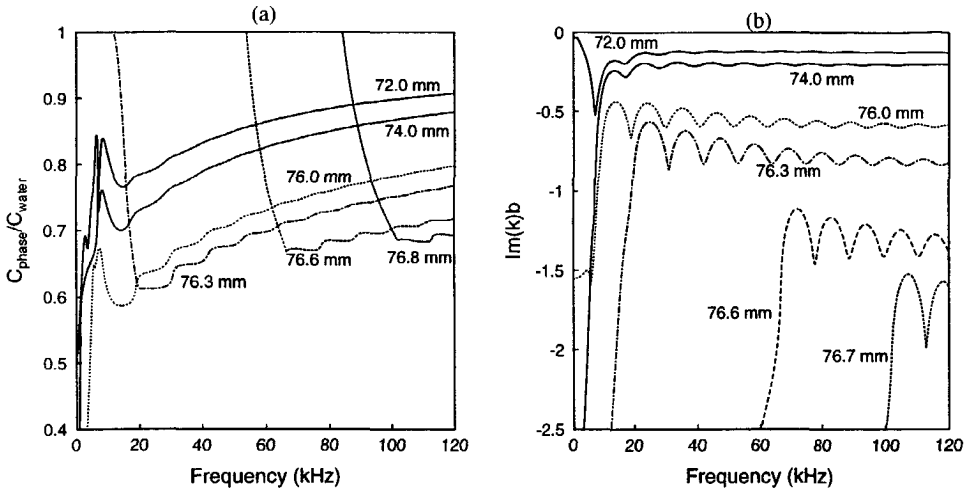 (a)
1
0.9
0.8
0.7
0.6
0.5
0.4
0
20
40
60
80
100
120
C_phase/C_water
Frequency (kHz)
72.0 mm
74.0 mm
76.0 mm
76.3 mm
76.6 mm
76.8 mm
(b)
0
-0.5
-1
-1.5
-2
-2.5
0
20
40
60
80
100
120
Im(k)b
Frequency (kHz)
72.0 mm
74.0 mm
76.0 mm
76.3 mm
76.6 mm
76.7 mm